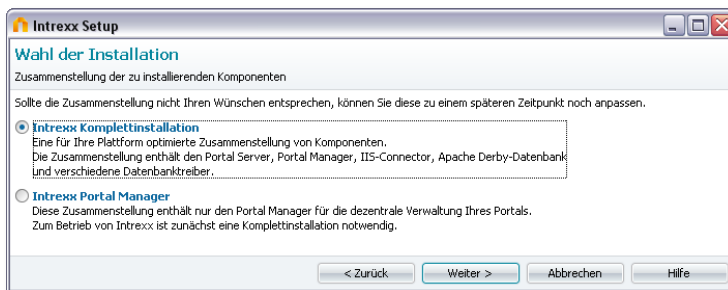 Intrexx Setup
Wahl der Installation
Zusammenstellung der zu installierenden Komponenten
Sollte die Zusammenstellung nicht Ihren Wünschen entsprechen, können Sie diese zu einem späteren Zeitpunkt noch anpassen.
Intrexx Komplettinstallation
Eine für Ihre Plattform optimierte Zusammenstellung von Komponenten.
Die Zusammenstellung enthält den Portal Server, Portal Manager, IIS-Connector, Apache Derby-Datenbank
und verschiedene Datenbanktreiber.
Intrexx Portal Manager
Diese Zusammenstellung enthält nur den Portal Manager für die dezentrale Verwaltung Ihres Portals.
Zum Betrieb von Intrexx ist zunächst eine Komplettinstallation notwendig.
< Zurück Weiter > Abbrechen Hilfe